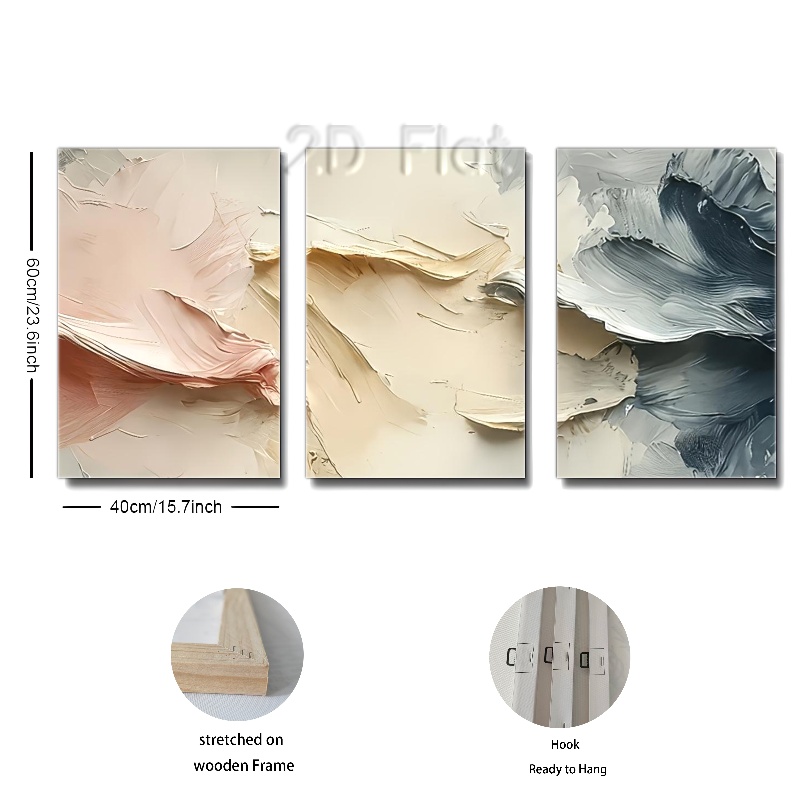 2D Flat
60cm/23.6inch
40cm/15.7inch
stretched on
wooden Frame
Hook
Ready to Hang